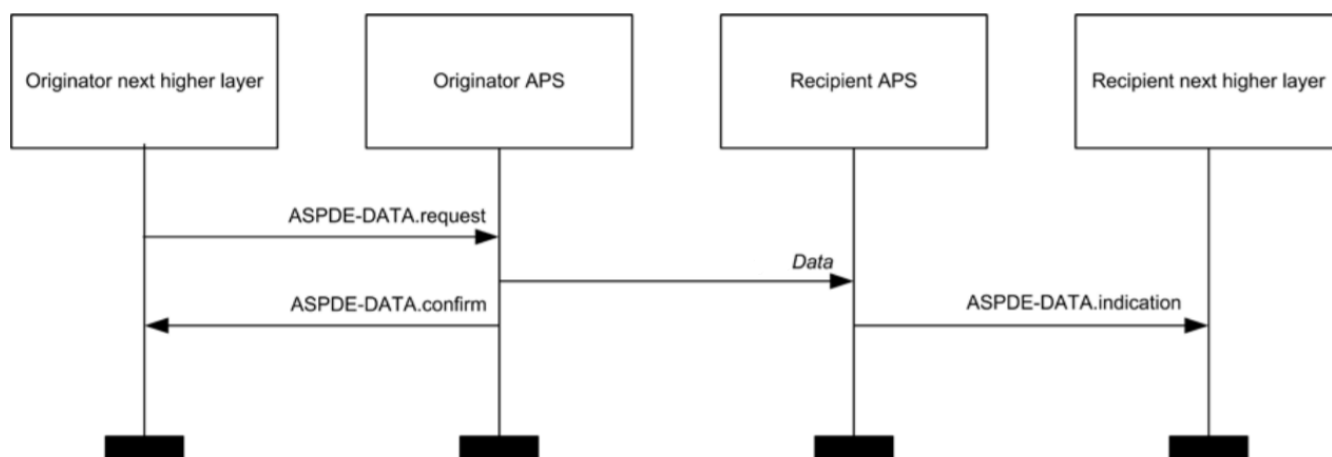 Originator next higher layer
Originator APS
Recipient APS
Recipient next higher layer
ASPDE-DATA.request
Data
ASPDE-DATA.confirm
ASPDE-DATA.indication